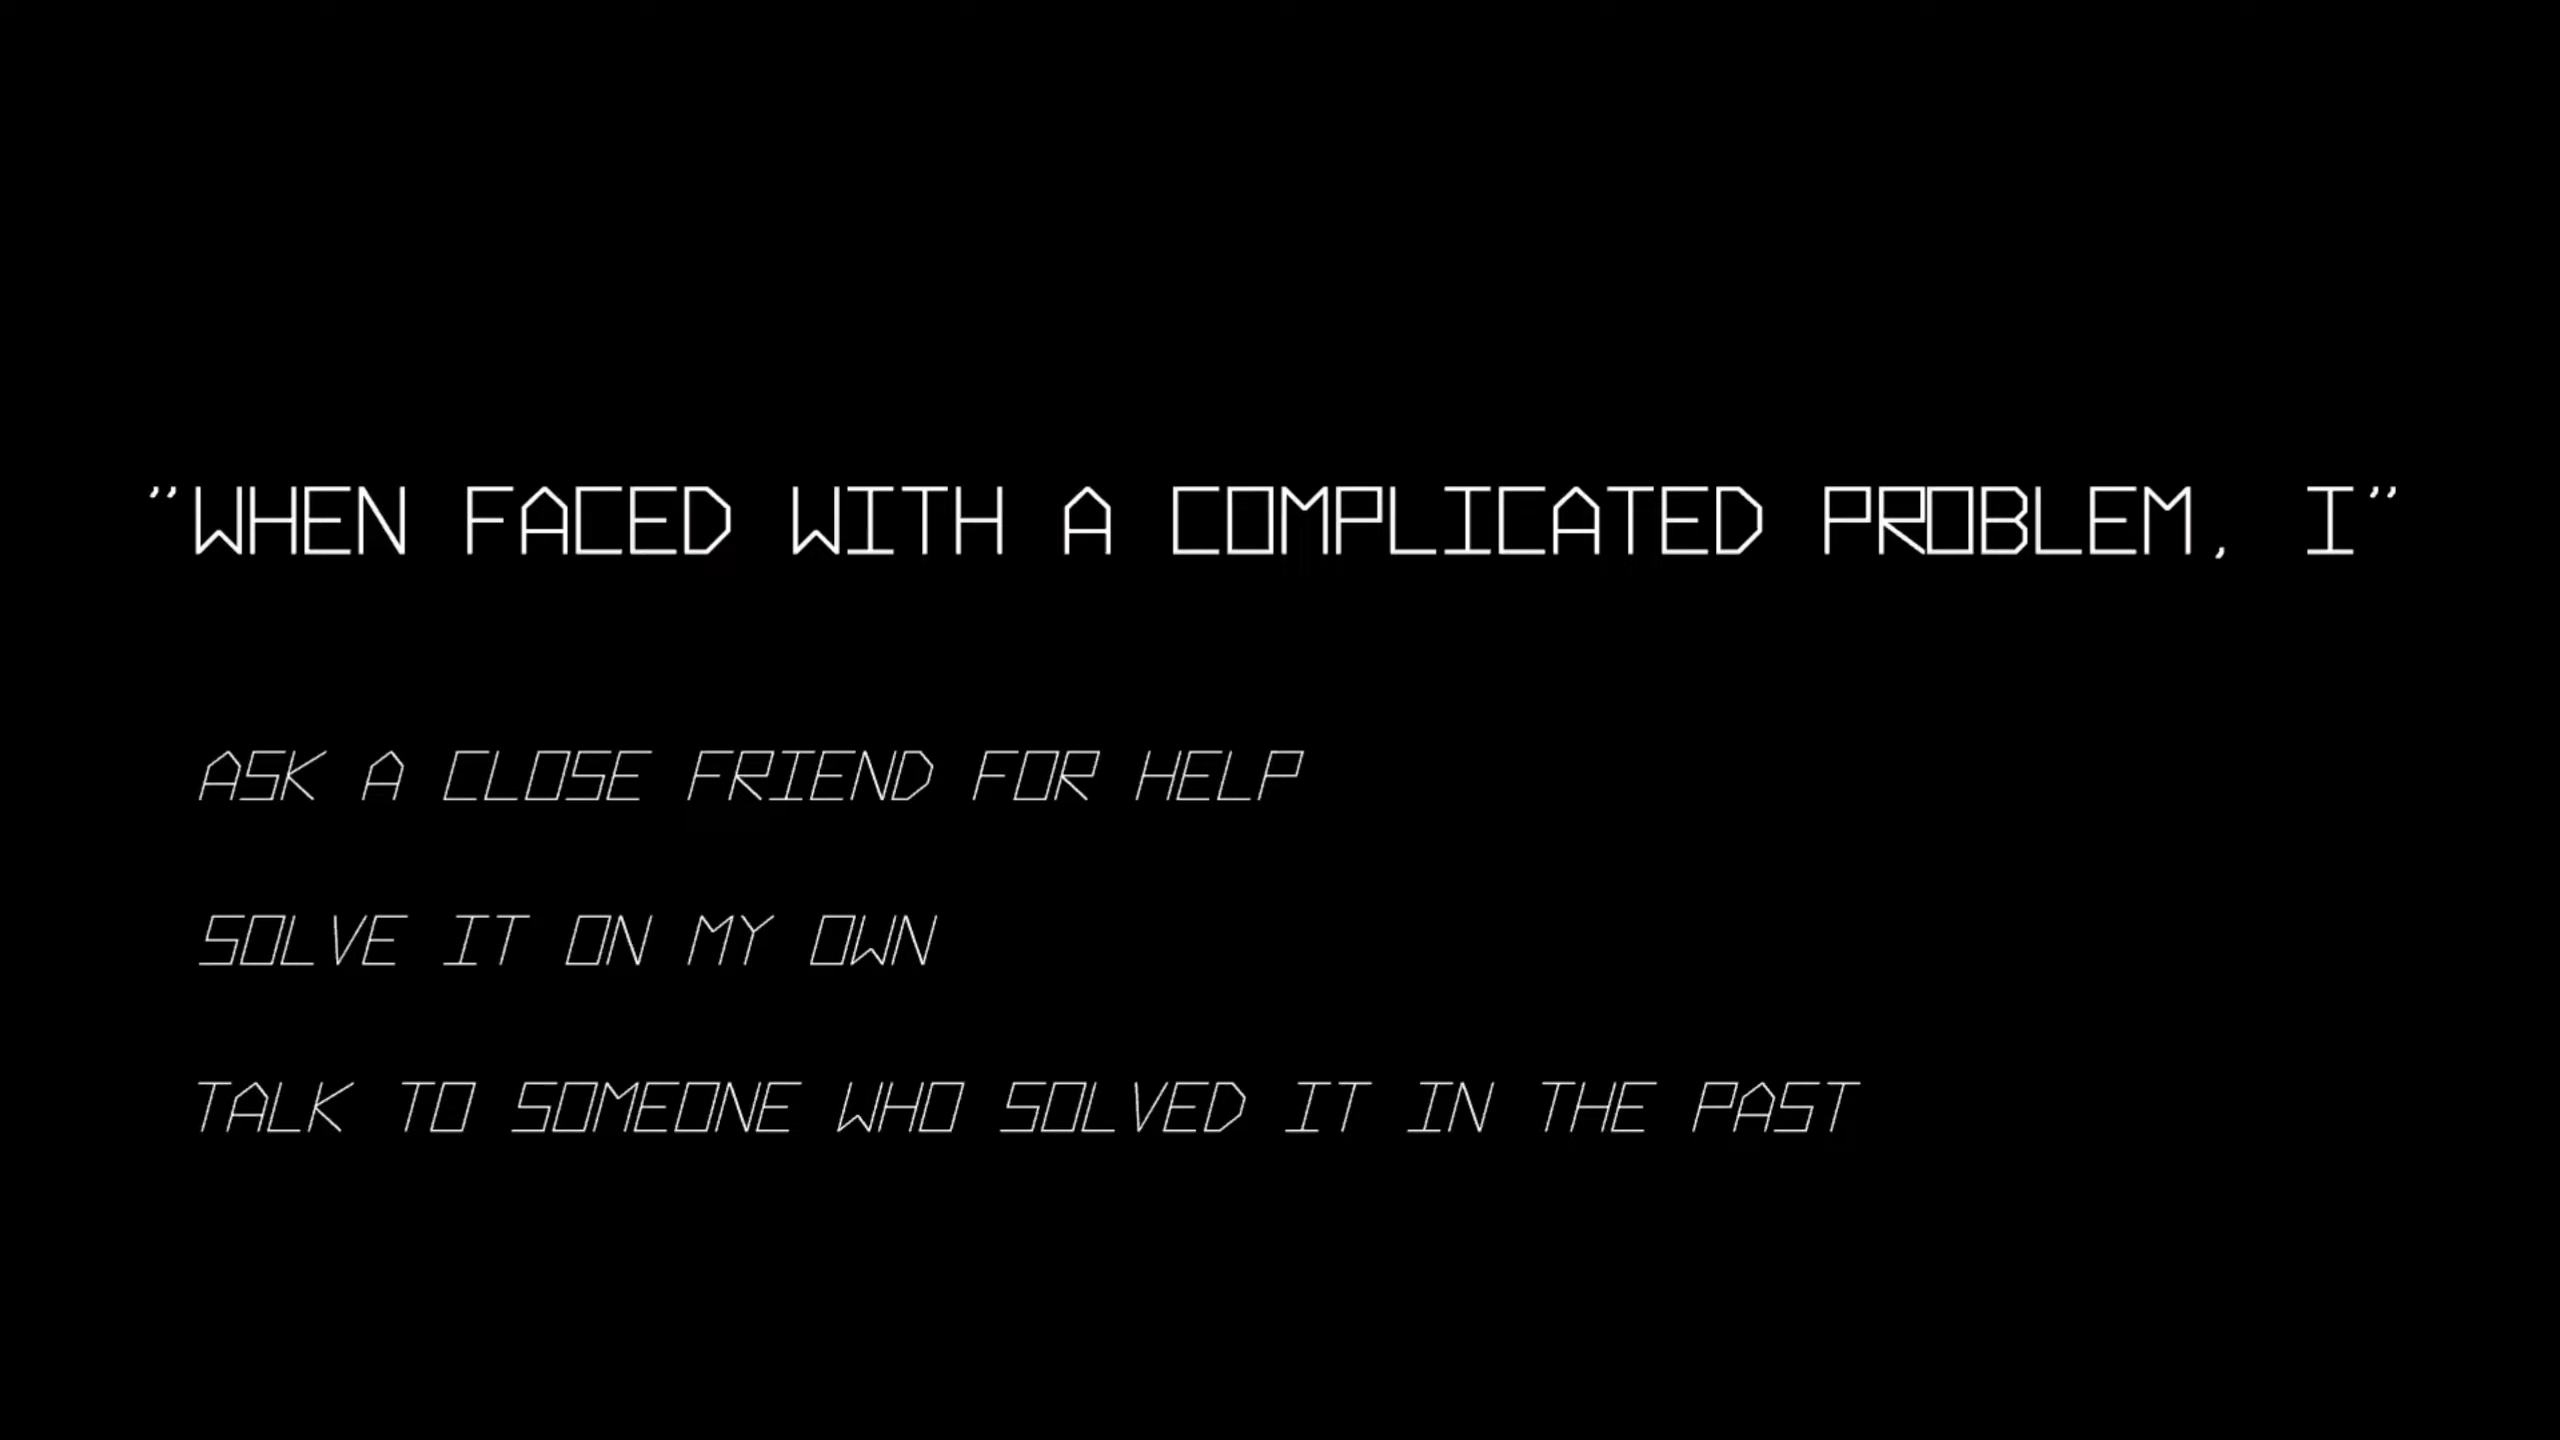 "WHEN FACED WITH A COMPLICATED PROBLEM, I"
ASK A CLOSE FRIEND FOR HELP
SOLVE IT ON MY OWN
TALK TO SOMEONE WHO SOLVED IT IN THE PAST